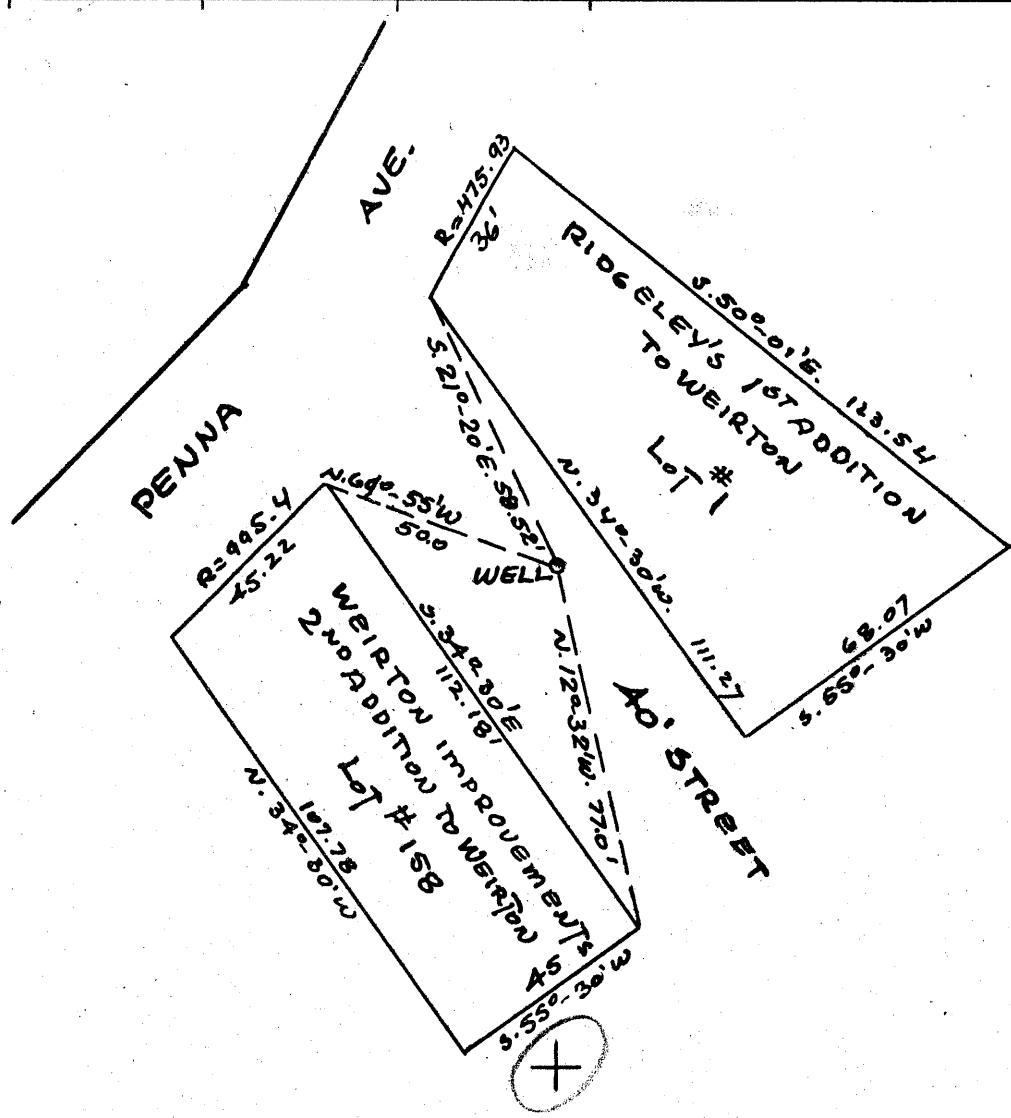 PENNA
AVE.
R=475.93
36'
RIDGELEY'S 1ST ADDITION
TO WEIRTON
LOT #1
S.50°-01'E. 123.54
S.55°-30'W
68.07
N.34°-30'W.
111.27
S.21°-20'E. 58.52'
N.69°-55'W
50.0
WELL
N.12°32'W. 77.01
40' STREET
R=995.4
45.22
S.34°30'E
112.18'
WEIRTON IMPROVEMENTS
2ND ADDITION TO WEIRTON
LOT #158
107.78
N.34°-30'W
45
S.55°-30'W